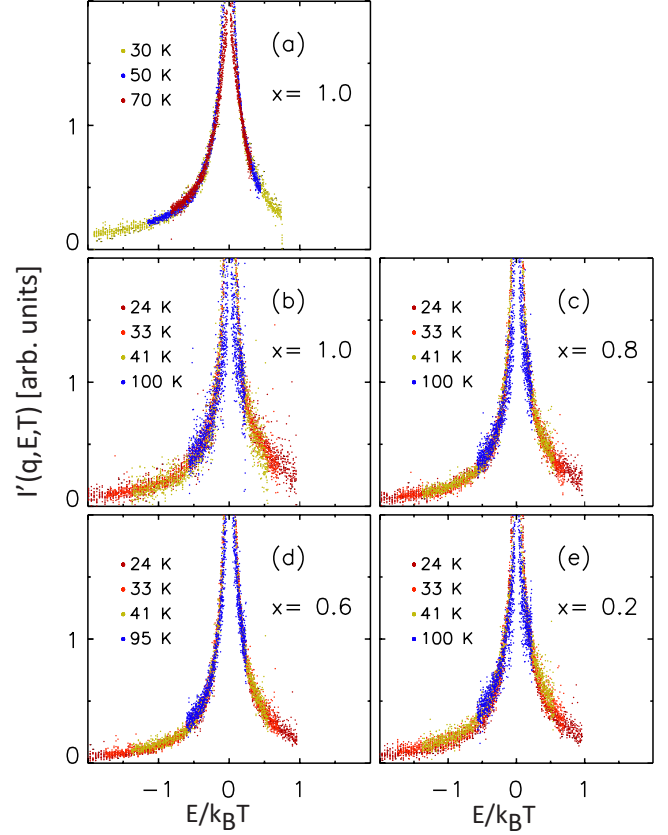 (a)
30 K
50 K
70 K
x= 1.0
1
0
(b)
24 K
33 K
41 K
100 K
x= 1.0
1
0
(c)
24 K
33 K
41 K
100 K
x= 0.8
(d)
24 K
33 K
41 K
95 K
x= 0.6
1
0
(e)
24 K
33 K
41 K
100 K
x= 0.2
−1 0 1
−1 0 1
E/kBT
E/kBT
I'(q,E,T) [arb. units]